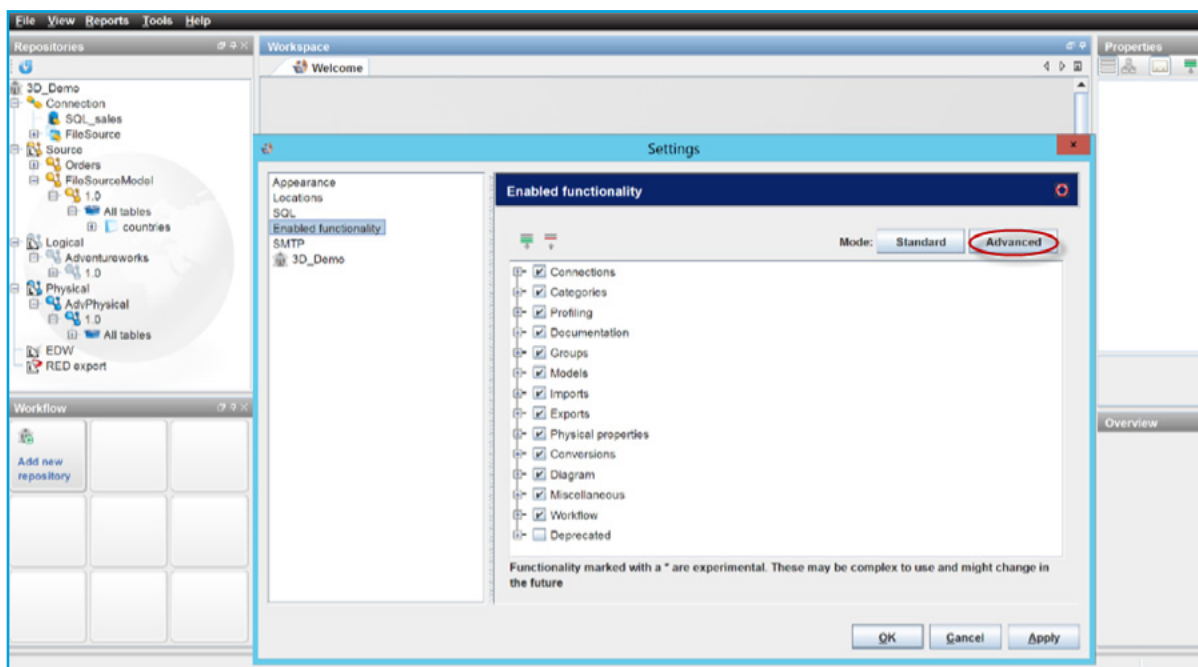 File View Reports Tools Help
Repositories
3D_Demo
Connection
SQL_sales
FileSource
Source
Orders
FileSourceModel
1.0
All tables
countries
Logical
Adventureworks
1.0
Physical
AdvPhysical
1.0
All tables
EDW
RED export
Workflow
Add new
repository
Workspace
Welcome
Settings
Appearance
Locations
SQL
Enabled functionality
SMTP
3D_Demo
Enabled functionality
Mode: Standard Advanced
Connections
Categories
Profiling
Documentation
Groups
Models
Imports
Exports
Physical properties
Conversions
Diagram
Miscellaneous
Workflow
Deprecated
Functionality marked with a * are experimental. These may be complex to use and might change in
the future
OK Cancel Apply
Properties
Overview